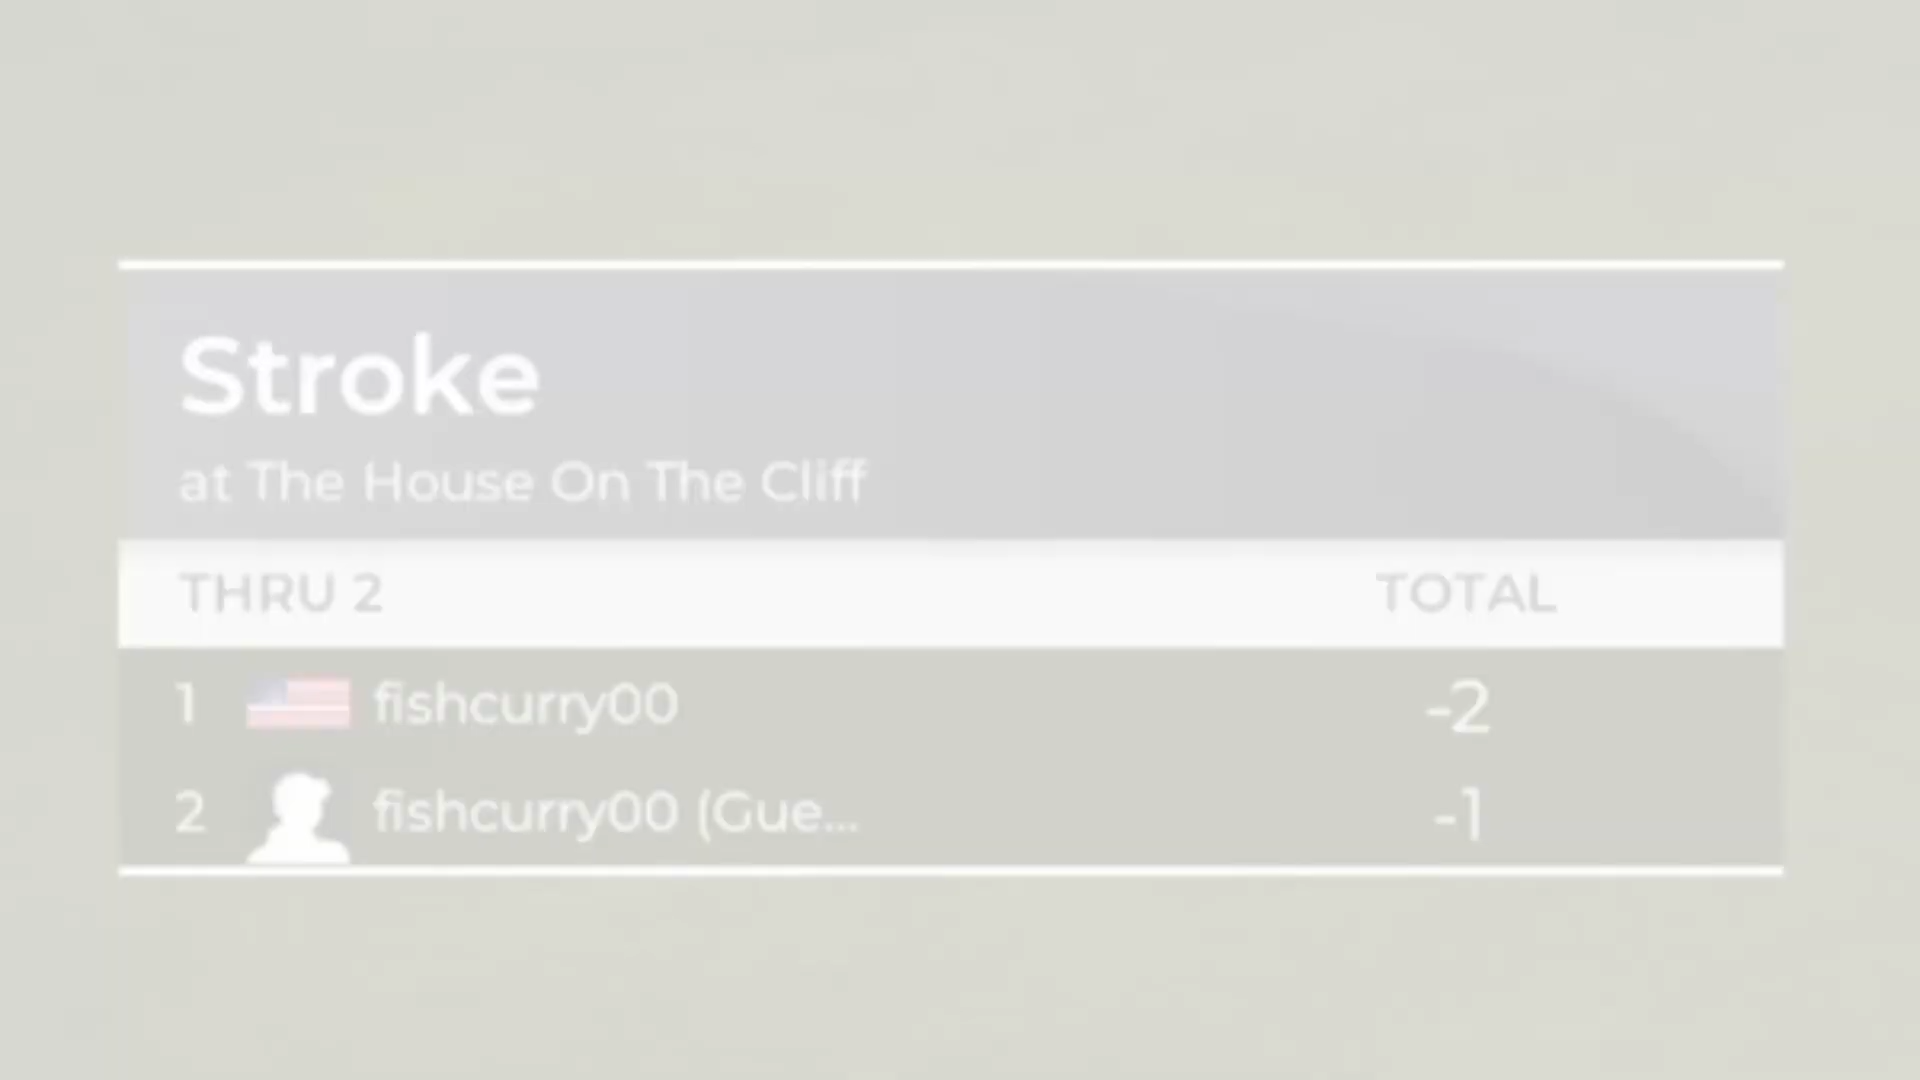 Stroke
at The House On The Cliff
THRU 2 TOTAL
1 fishcurry00 -2
2 fishcurry00 (Gue... -1